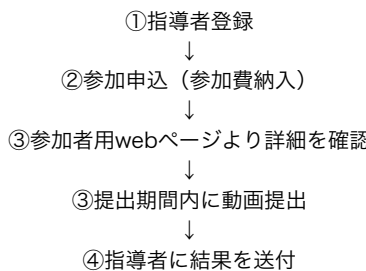 ①指導者登録
↓
②参加申込（参加費納入）
↓
③参加者用webページより詳細を確認
↓
③提出期間内に動画提出
↓
④指導者に結果を送付